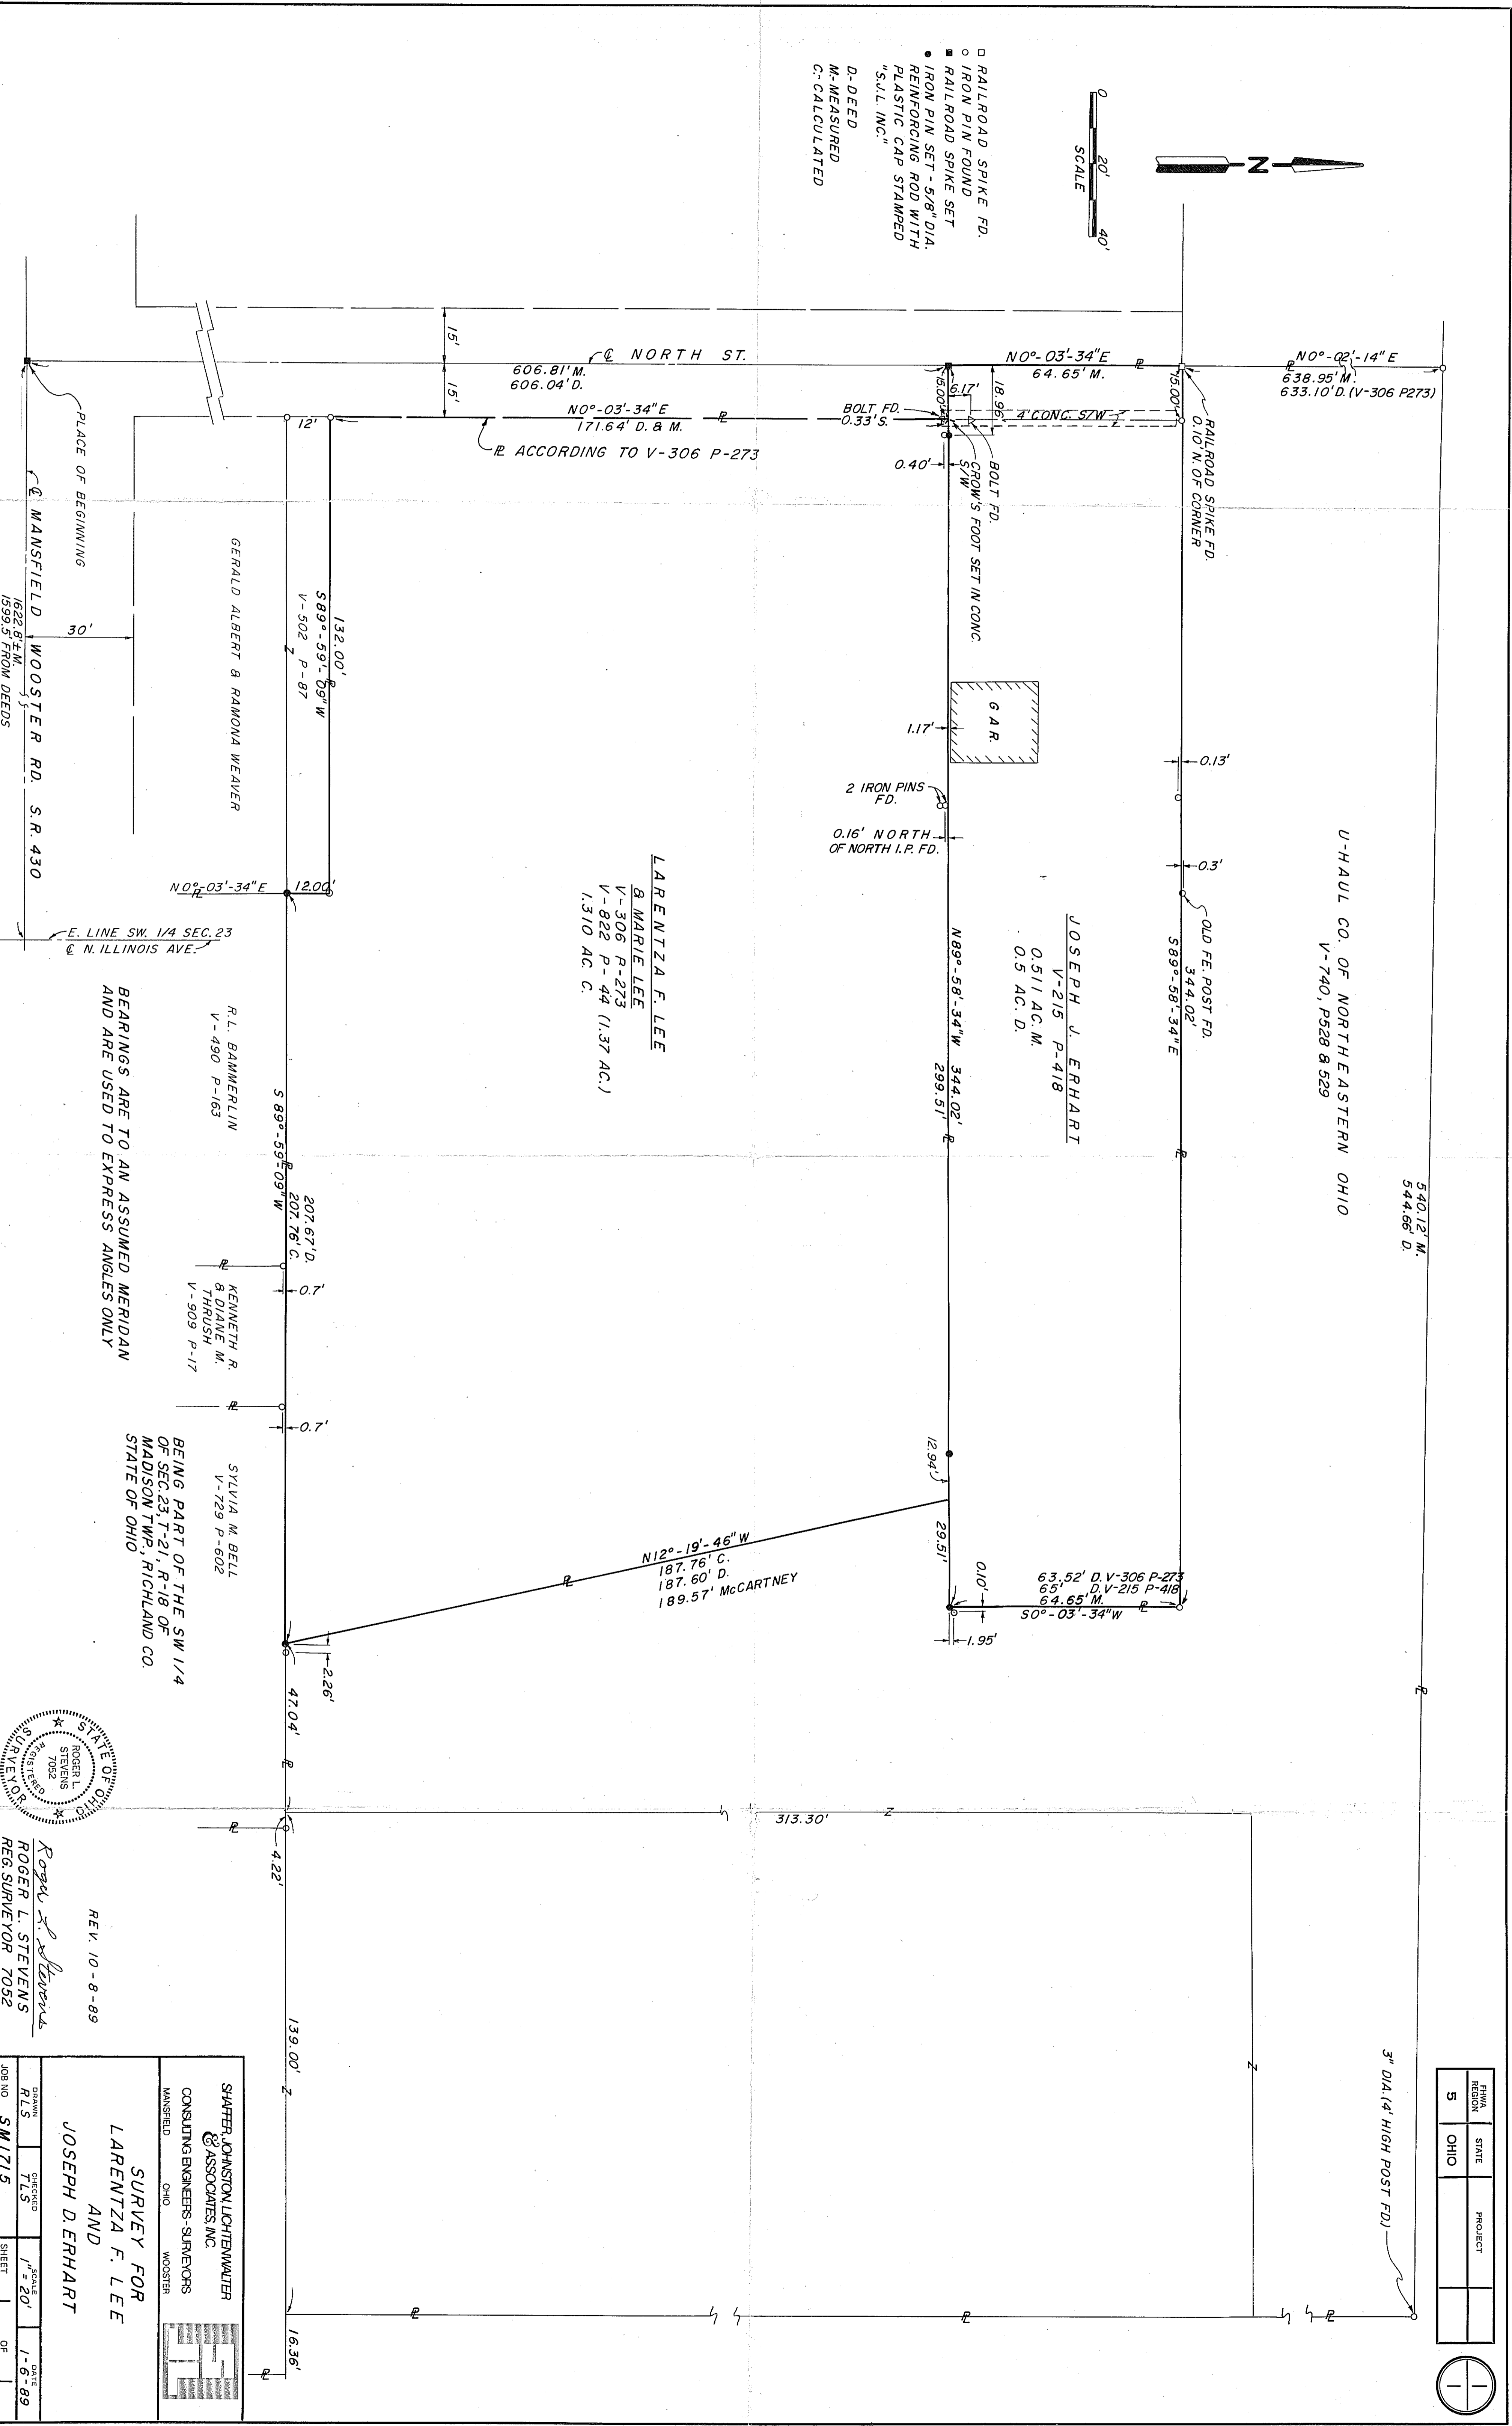 FHWA REGION
STATE
PROJECT
5
OHIO
3" DIA. (4' HIGH POST FD.)
540.12' M.
544.66' D.
U-HAUL CO. OF NORTHEASTERN OHIO
V-740, P528 & 529
N0°-02'-14"E
638.95' M.
633.10' D. (V-306 P273)
RAILROAD SPIKE FD.
0.10' N. OF CORNER
N
0 20' 40'
SCALE
□ RAILROAD SPIKE FD.
○ IRON PIN FOUND
■ RAILROAD SPIKE SET
● IRON PIN SET - 5/8" DIA.
REINFORCING ROD WITH
PLASTIC CAP STAMPED
"S.J.L. INC."
D.-DEED
M.-MEASURED
C.-CALCULATED
N0°-03'-34"E
64.65' M.
15.00'
4' CONC. S/W
18.96'
6.17'
15.00'
BOLT FD.
0.33' S.
0.40'
BOLT FD.
CROW'S FOOT SET IN CONC.
S/W
0.13'
0.3'
OLD FE. POST FD.
344.02'
S89°-58'-34"E
JOSEPH J. ERHART
V-215 P-418
0.511 AC. M.
0.5 AC. D.
GAR.
1.17'
2 IRON PINS
FD.
0.16' NORTH
OF NORTH I.P. FD.
N89°-58'-34"W 344.02'
299.51'
12.94'
29.51'
0.10'
1.95'
63.52' D. V-306 P-273
65' D. V-215 P-418
64.65' M.
S0°-03'-34"W
℄ NORTH ST.
606.81' M.
606.04' D.
15'
15'
N0°-03'-34"E
171.64' D. & M.
℄ ACCORDING TO V-306 P-273
LARENTZA F. LEE
& MARIE LEE
V-306 P-273
V-822 P-44 (1.37 AC.)
1.310 AC. C.
N12°-19'-46"W
187.76' C.
187.60' D.
189.57' McCARTNEY
313.30'
12'
132.00'
S89°-59'-09"W
V-502 P-87
12.00'
N0°-03'-34"E
GERALD ALBERT & RAMONA WEAVER
207.67' D.
207.76' C.
S89°-59'-09"W
0.7'
0.7'
2.26'
47.04'
4.22'
139.00'
16.36'
R.L. BAMMERLIN
V-490 P-163
KENNETH R.
& DIANE M.
THRUSH
V-909 P-17
SYLVIA M. BELL
V-729 P-602
PLACE OF BEGINNING
30'
℄ MANSFIELD WOOSTER RD. S.R. 430
1622.8' ± M.
1599.5' FROM DEEDS
E. LINE SW. 1/4 SEC. 23
℄ N. ILLINOIS AVE.
BEARINGS ARE TO AN ASSUMED MERIDAN
AND ARE USED TO EXPRESS ANGLES ONLY
BEING PART OF THE SW 1/4
OF SEC.23, T-21, R-18 OF
MADISON TWP., RICHLAND CO.
STATE OF OHIO
STATE OF OHIO
ROGER L.
STEVENS
7052
REGISTERED
SURVEYOR
REV. 10-8-89
Roger L. Stevens
ROGER L. STEVENS
REG. SURVEYOR 7052
SHAFFER, JOHNSTON, LICHTENWALTER
& ASSOCIATES, INC.
CONSULTING ENGINEERS - SURVEYORS
MANSFIELD OHIO WOOSTER
SJL
SURVEY FOR
LARENTZA F. LEE
AND
JOSEPH D. ERHART
DRAWN RLS
CHECKED TLS
SCALE 1" = 20'
DATE 1-6-89
JOB NO SM1715
SHEET 1 OF 1